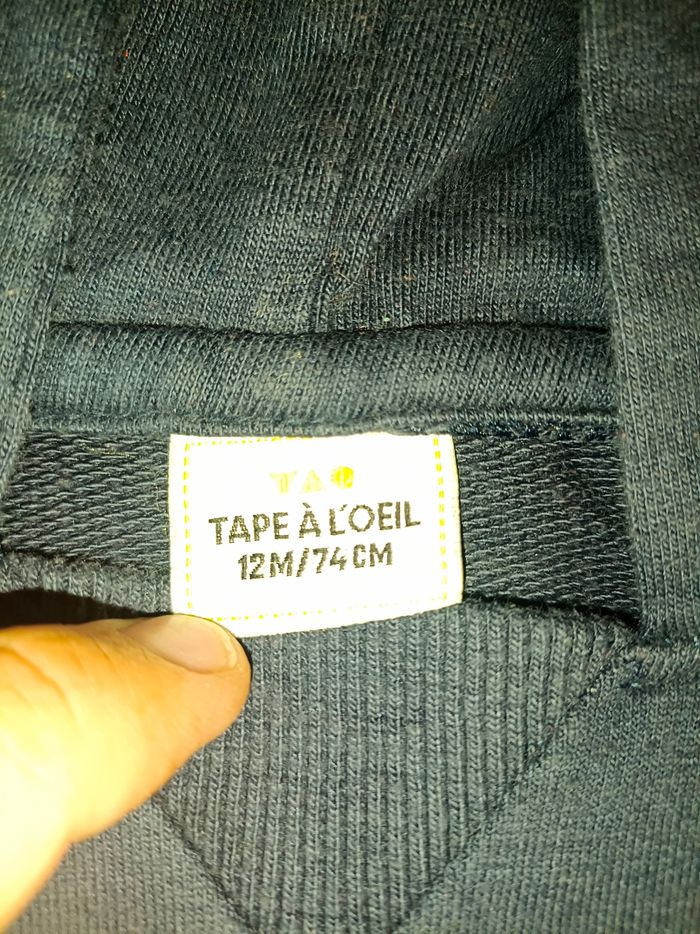 TAO
TAPE À L'OEIL
12M/74CM